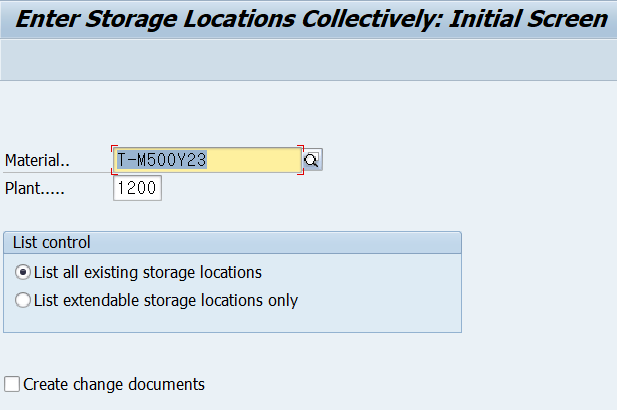 Enter Storage Locations Collectively: Initial Screen
Material.. T-M500Y23
Plant..... 1200
List control
List all existing storage locations
List extendable storage locations only
Create change documents